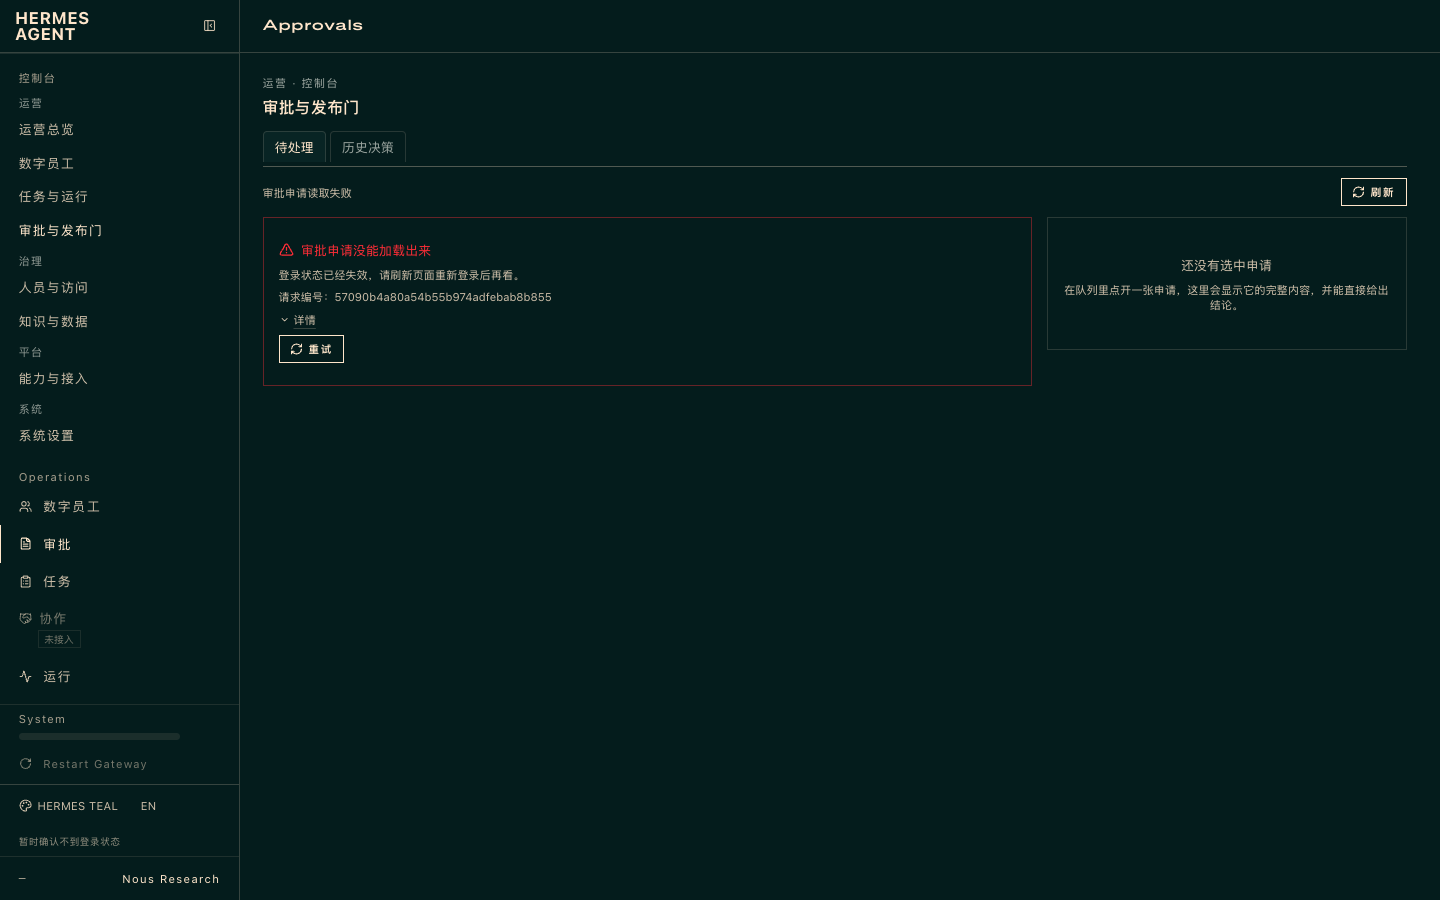 HERMES
AGENT
Approvals
控制台
运营
运营总览
数字员工
任务与运行
审批与发布门
治理
人员与访问
知识与数据
平台
能力与接入
系统
系统设置
Operations
数字员工
审批
任务
协作
未接入
运行
System
Restart Gateway
HERMES TEAL EN
暂时确认不到登录状态
— Nous Research
运营 · 控制台
审批与发布门
待处理 历史决策
审批申请读取失败
刷新
审批申请没能加载出来
登录状态已经失效，请刷新页面重新登录后再看。
请求编号：57090b4a80a54b55b974adfebab8b855
详情
重试
还没有选中申请
在队列里点开一张申请，这里会显示它的完整内容，并能直接给出
结论。